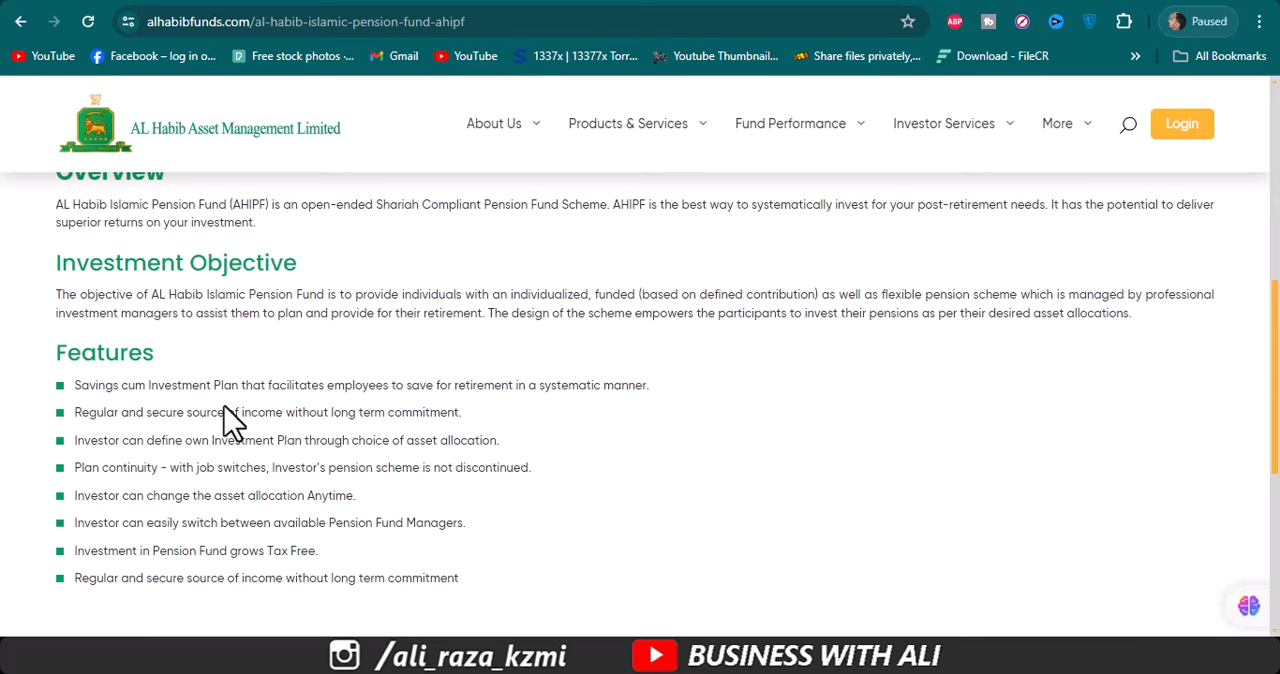 alhabibfunds.com/al-habib-islamic-pension-fund-ahipf
ABP
Paused
YouTube
Facebook – log in o...
Free stock photos -...
Gmail
YouTube
1337x | 13377x Torr...
Youtube Thumbnail...
Share files privately,...
Download - FileCR
»
All Bookmarks
AL Habib Asset Management Limited
About Us
Products & Services
Fund Performance
Investor Services
More
Login
Overview
AL Habib Islamic Pension Fund (AHIPF) is an open-ended Shariah Compliant Pension Fund Scheme. AHIPF is the best way to systematically invest for your post-retirement needs. It has the potential to deliver
superior returns on your investment.
Investment Objective
The objective of AL Habib Islamic Pension Fund is to provide individuals with an individualized, funded (based on defined contribution) as well as flexible pension scheme which is managed by professional
investment managers to assist them to plan and provide for their retirement. The design of the scheme empowers the participants to invest their pensions as per their desired asset allocations.
Features
Savings cum Investment Plan that facilitates employees to save for retirement in a systematic manner.
Regular and secure source of income without long term commitment.
Investor can define own Investment Plan through choice of asset allocation.
Plan continuity - with job switches, Investor's pension scheme is not discontinued.
Investor can change the asset allocation Anytime.
Investor can easily switch between available Pension Fund Managers.
Investment in Pension Fund grows Tax Free.
Regular and secure source of income without long term commitment
/ali_raza_kzmi
BUSINESS WITH ALI